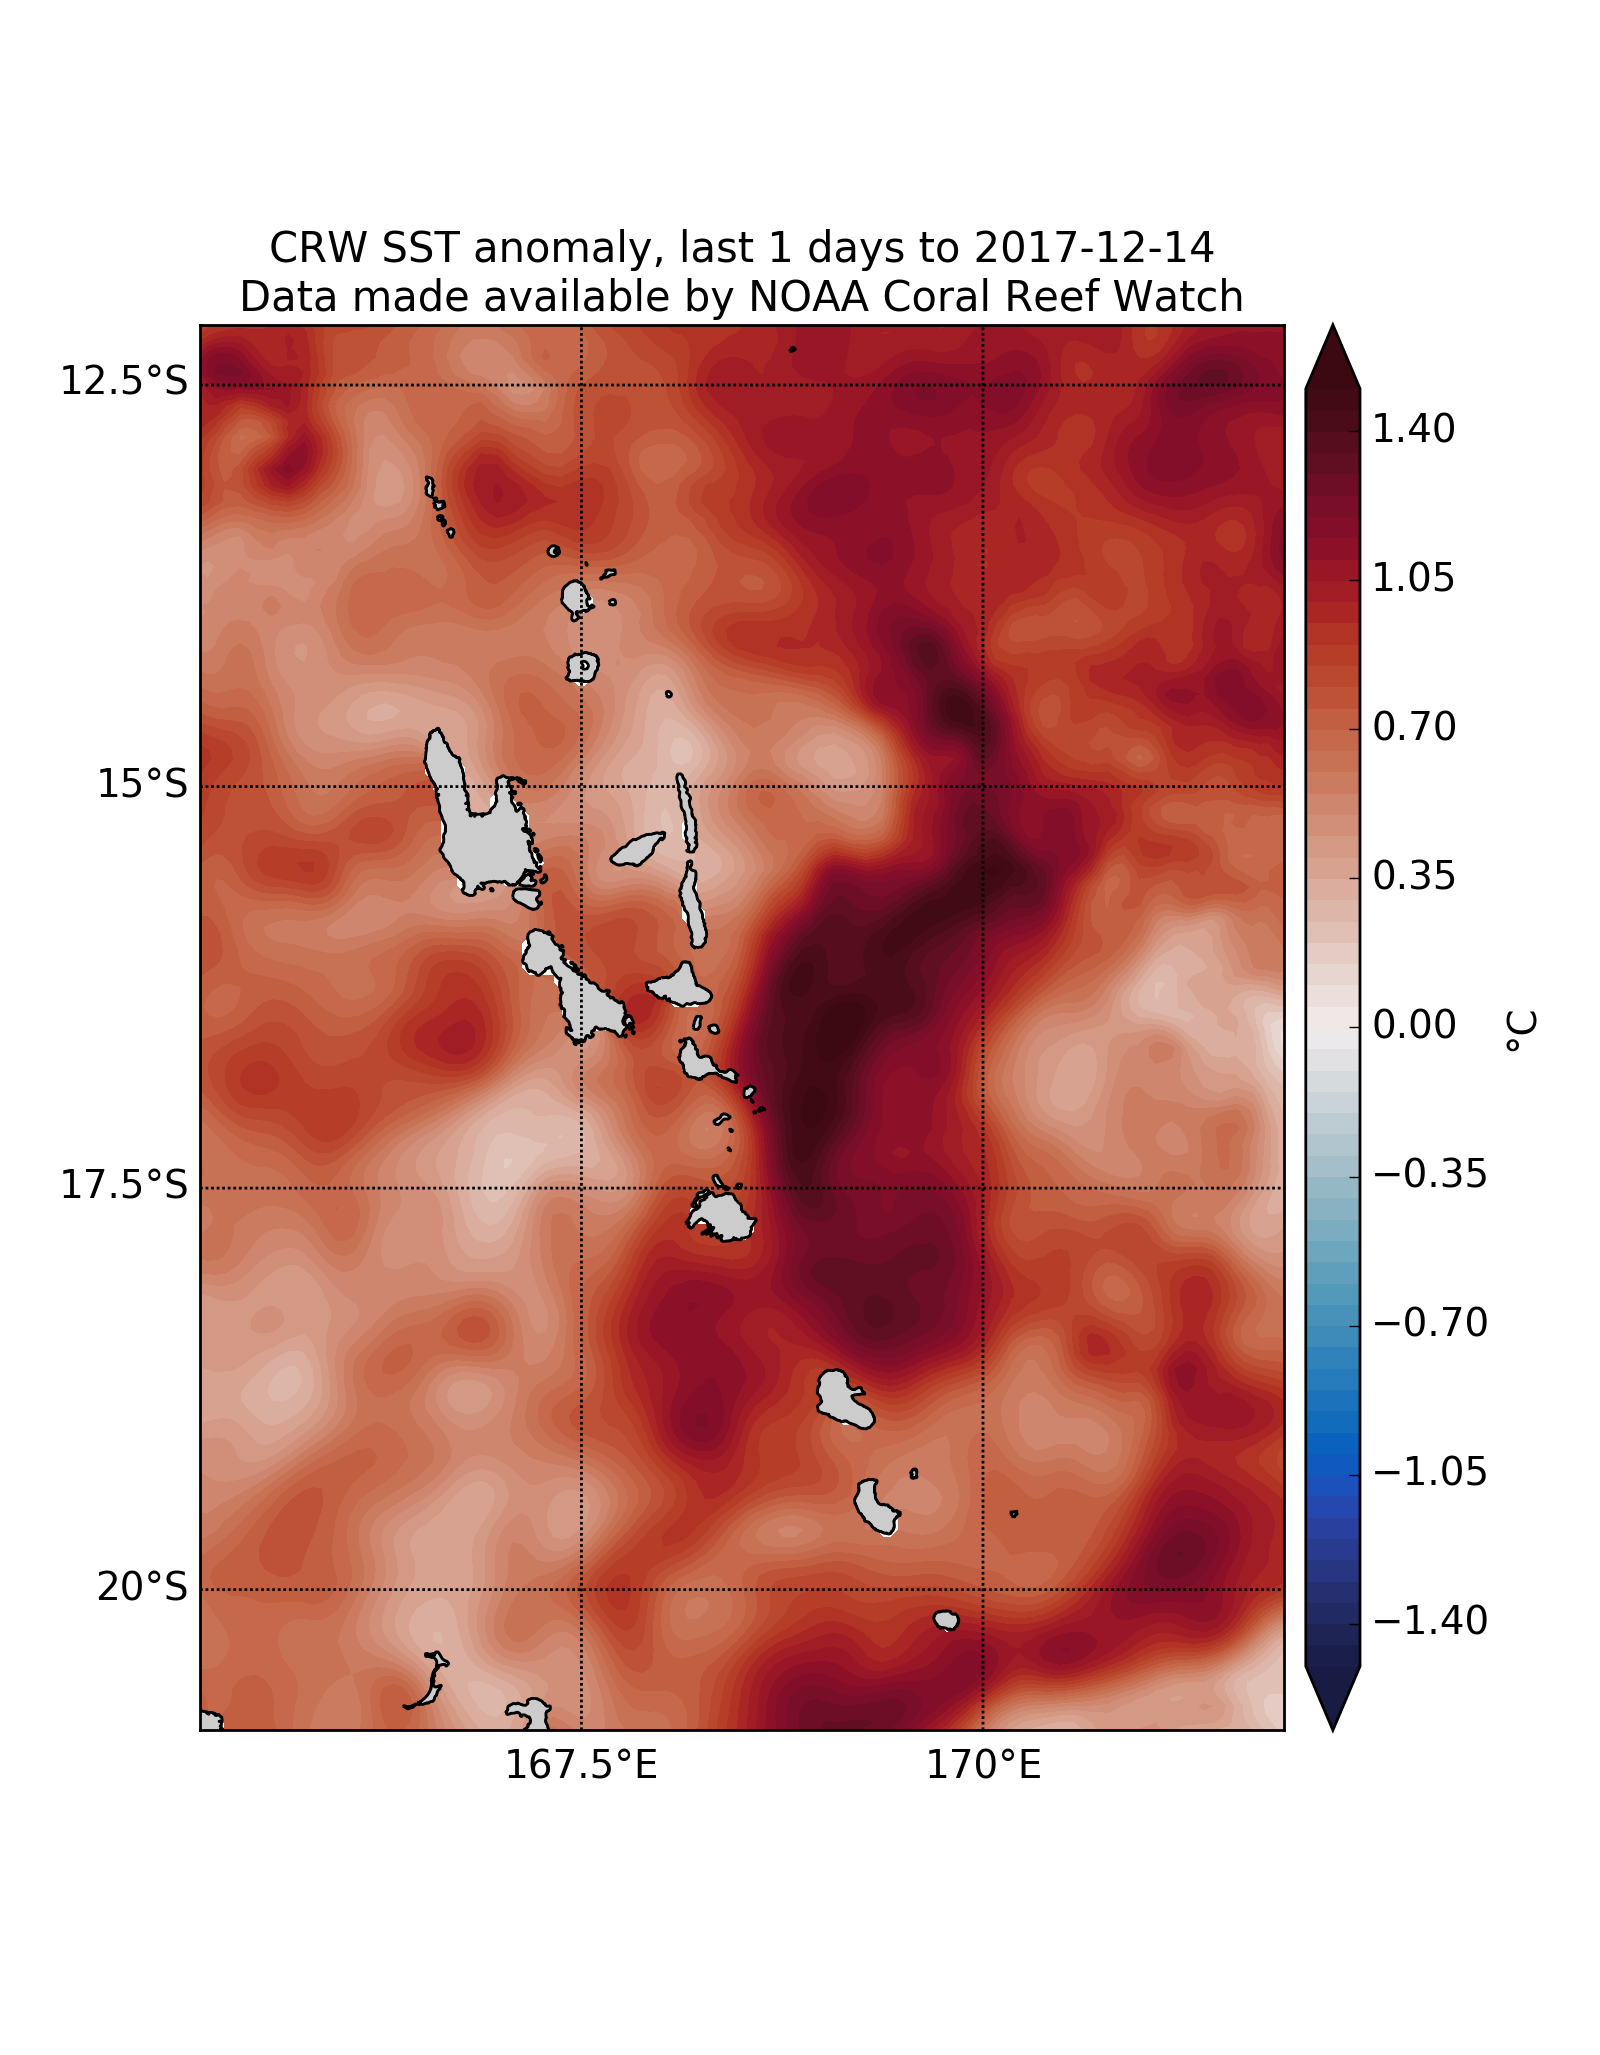 CRW SST anomaly, last 1 days to 2017-12-14
Data made available by NOAA Coral Reef Watch
12.5°S
15°S
17.5°S
20°S
167.5°E
170°E
1.40
1.05
0.70
0.35
0.00
−0.35
−0.70
−1.05
−1.40
°C